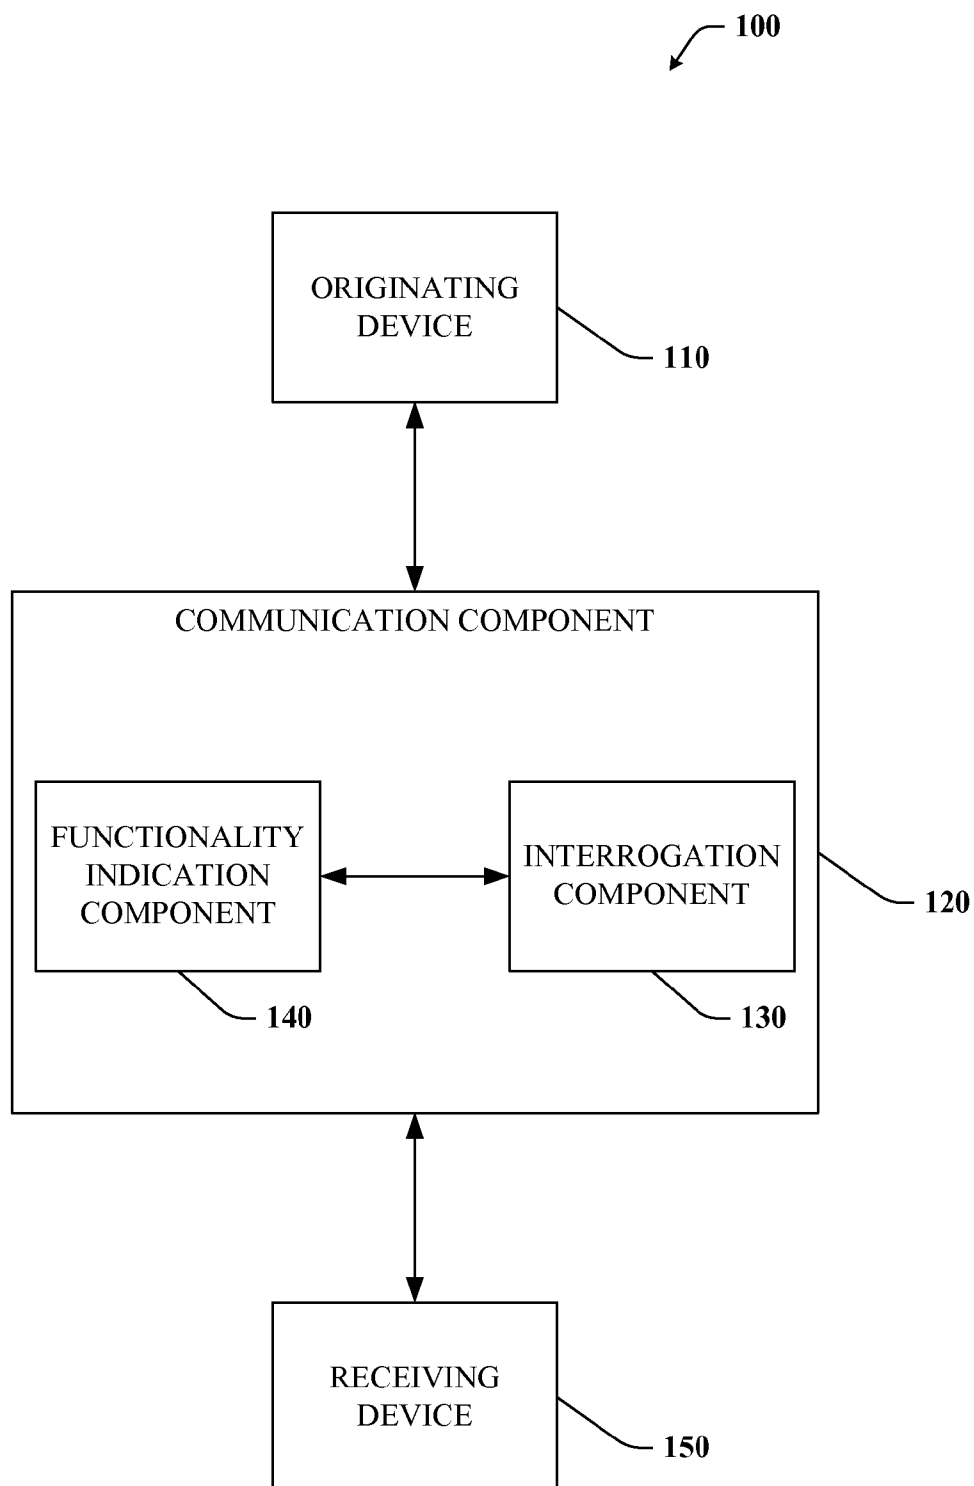 100
ORIGINATING
DEVICE
110
COMMUNICATION COMPONENT
FUNCTIONALITY
INDICATION
COMPONENT
INTERROGATION
COMPONENT
120
140
130
RECEIVING
DEVICE
150